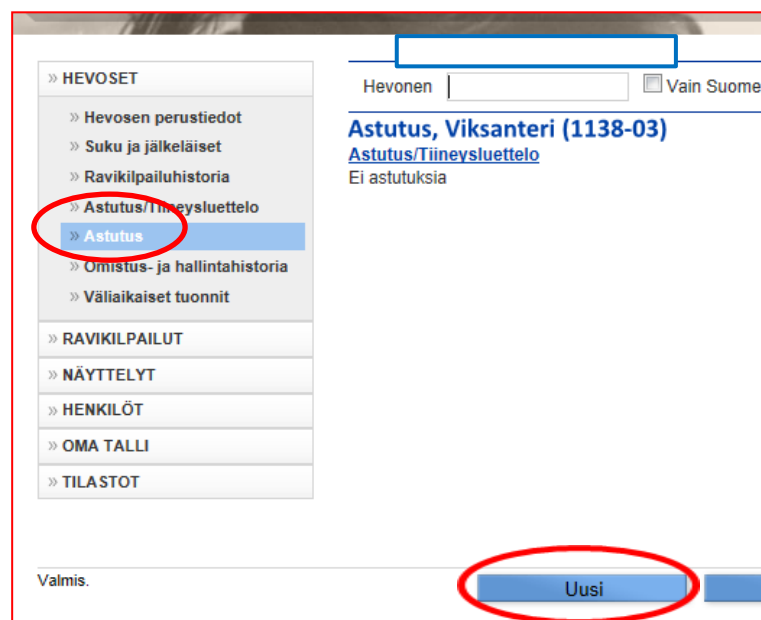 » HEVOSET
» Hevosen perustiedot
» Suku ja jälkeläiset
» Ravikilpailuhistoria
» Astutus/Tiineysluettelo
» Astutus
» Omistus- ja hallintahistoria
» Väliaikaiset tuonnit
» RAVIKILPAILUT
» NÄYTTELYT
» HENKILÖT
» OMA TALLI
» TILASTOT
Hevonen Vain Suome
Astutus, Viksanteri (1138-03)
Astutus/Tiineysluettelo
Ei astutuksia
Valmis.
Uusi